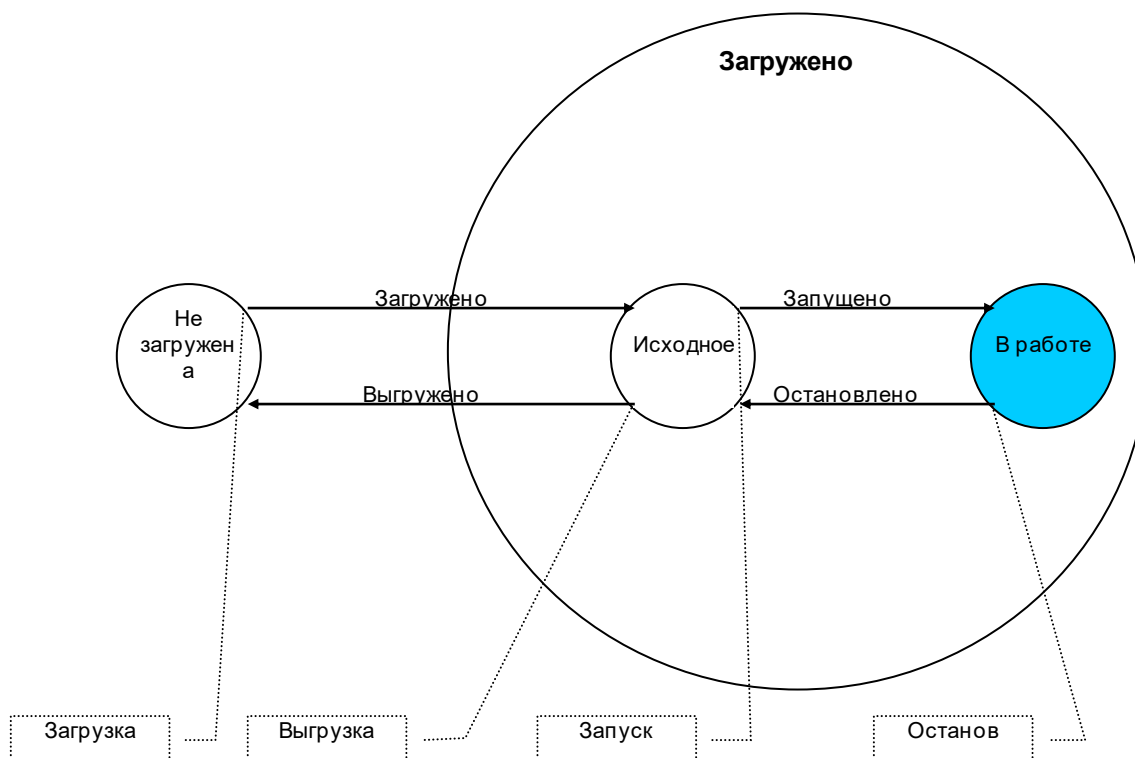 Загружено
Загружено
Запущено
Не
загружен
а
Исходное
В работе
Выгружено
Остановлено
Загрузка
Выгрузка
Запуск
Останов